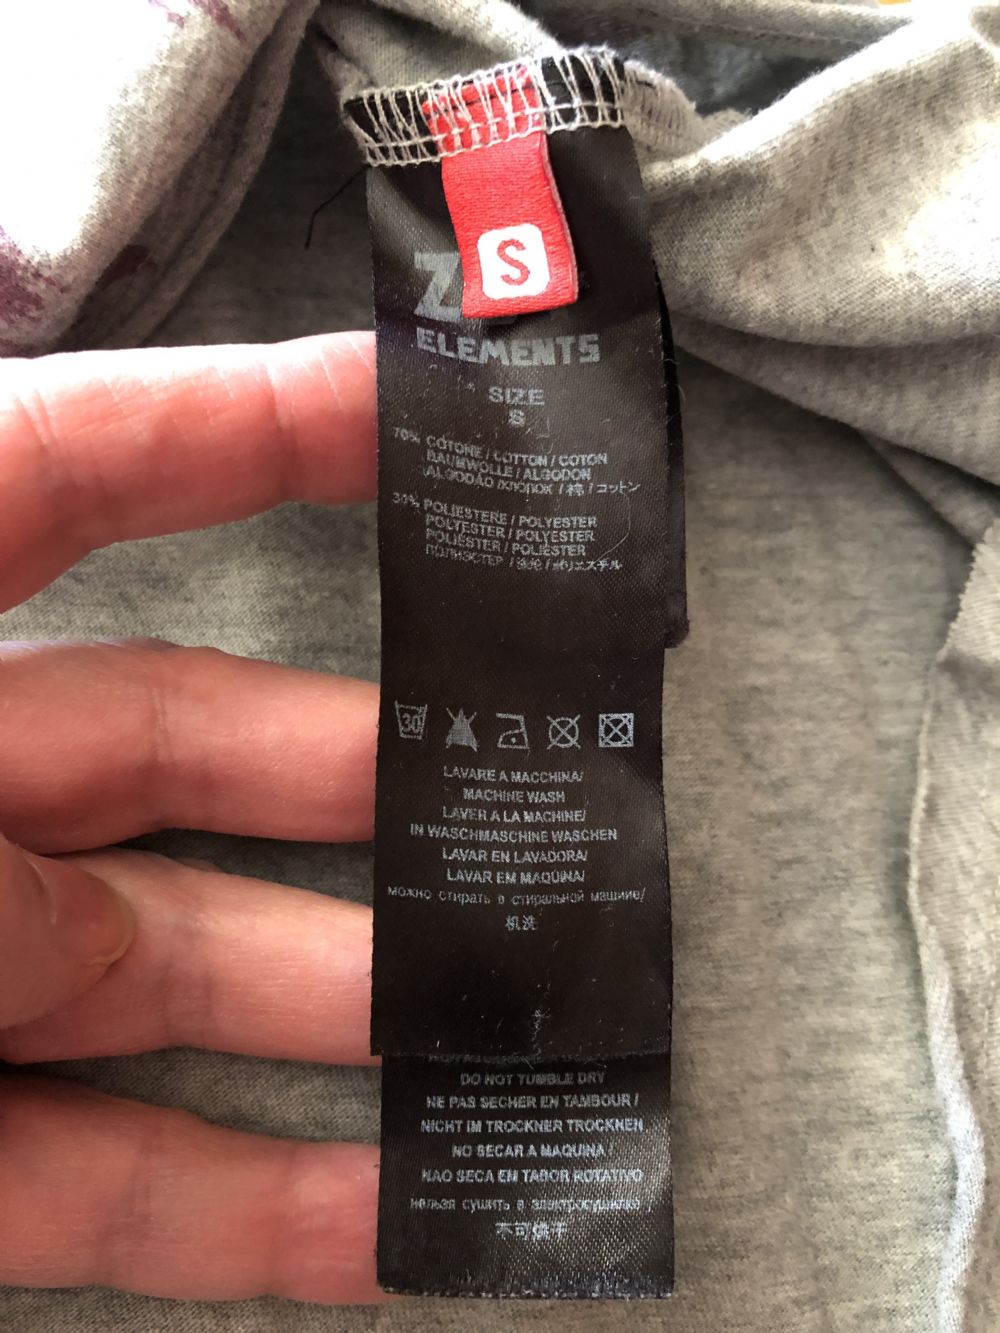 S
ELEMENTS
SIZE
S
70% COTONE / COTTON / COTON
BAUMWOLLE / ALGODON
ALGODÃO /хлопок / 棉 / コットン
30% POLIESTERE / POLYESTER
POLYESTER / POLYESTER
POLIÉSTER / POLIÉSTER
ПОЛИЭСТЕР / / ポリエステル
30
LAVARE A MACCHINA/
MACHINE WASH
LAVER A LA MACHINE/
IN WASCHMASCHINE WASCHEN
LAVAR EN LAVADORA/
LAVAR EM MAQUINA/
можно стирать в стиральной машине/
机洗
DO NOT TUMBLE DRY
NE PAS SECHER EN TAMBOUR /
NICHT IM TROCKNER TROCKNEN
NO SECAR A MAQUINA /
NAO SECA EM TABOR ROTATIVO
нельзя сушить в электросушилке /
不可烘干